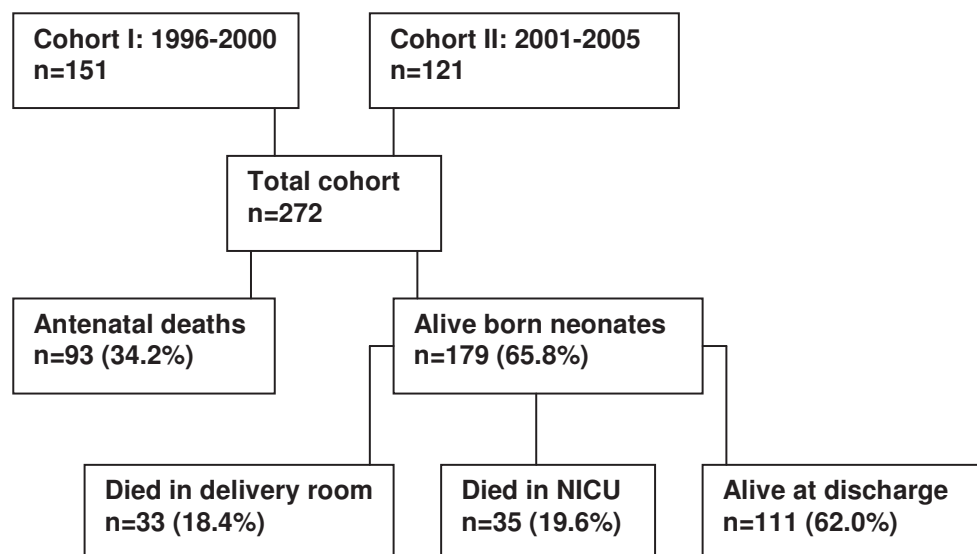 Cohort I: 1996-2000
n=151
Cohort II: 2001-2005
n=121
Total cohort
n=272
Antenatal deaths
n=93 (34.2%)
Alive born neonates
n=179 (65.8%)
Died in delivery room
n=33 (18.4%)
Died in NICU
n=35 (19.6%)
Alive at discharge
n=111 (62.0%)